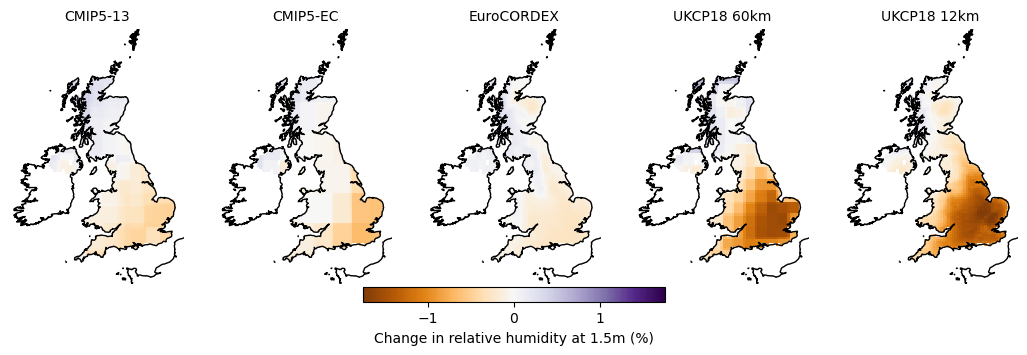 CMIP5-13
CMIP5-EC
EuroCORDEX
UKCP18 60km
UKCP18 12km
−1
0
1
Change in relative humidity at 1.5m (%)